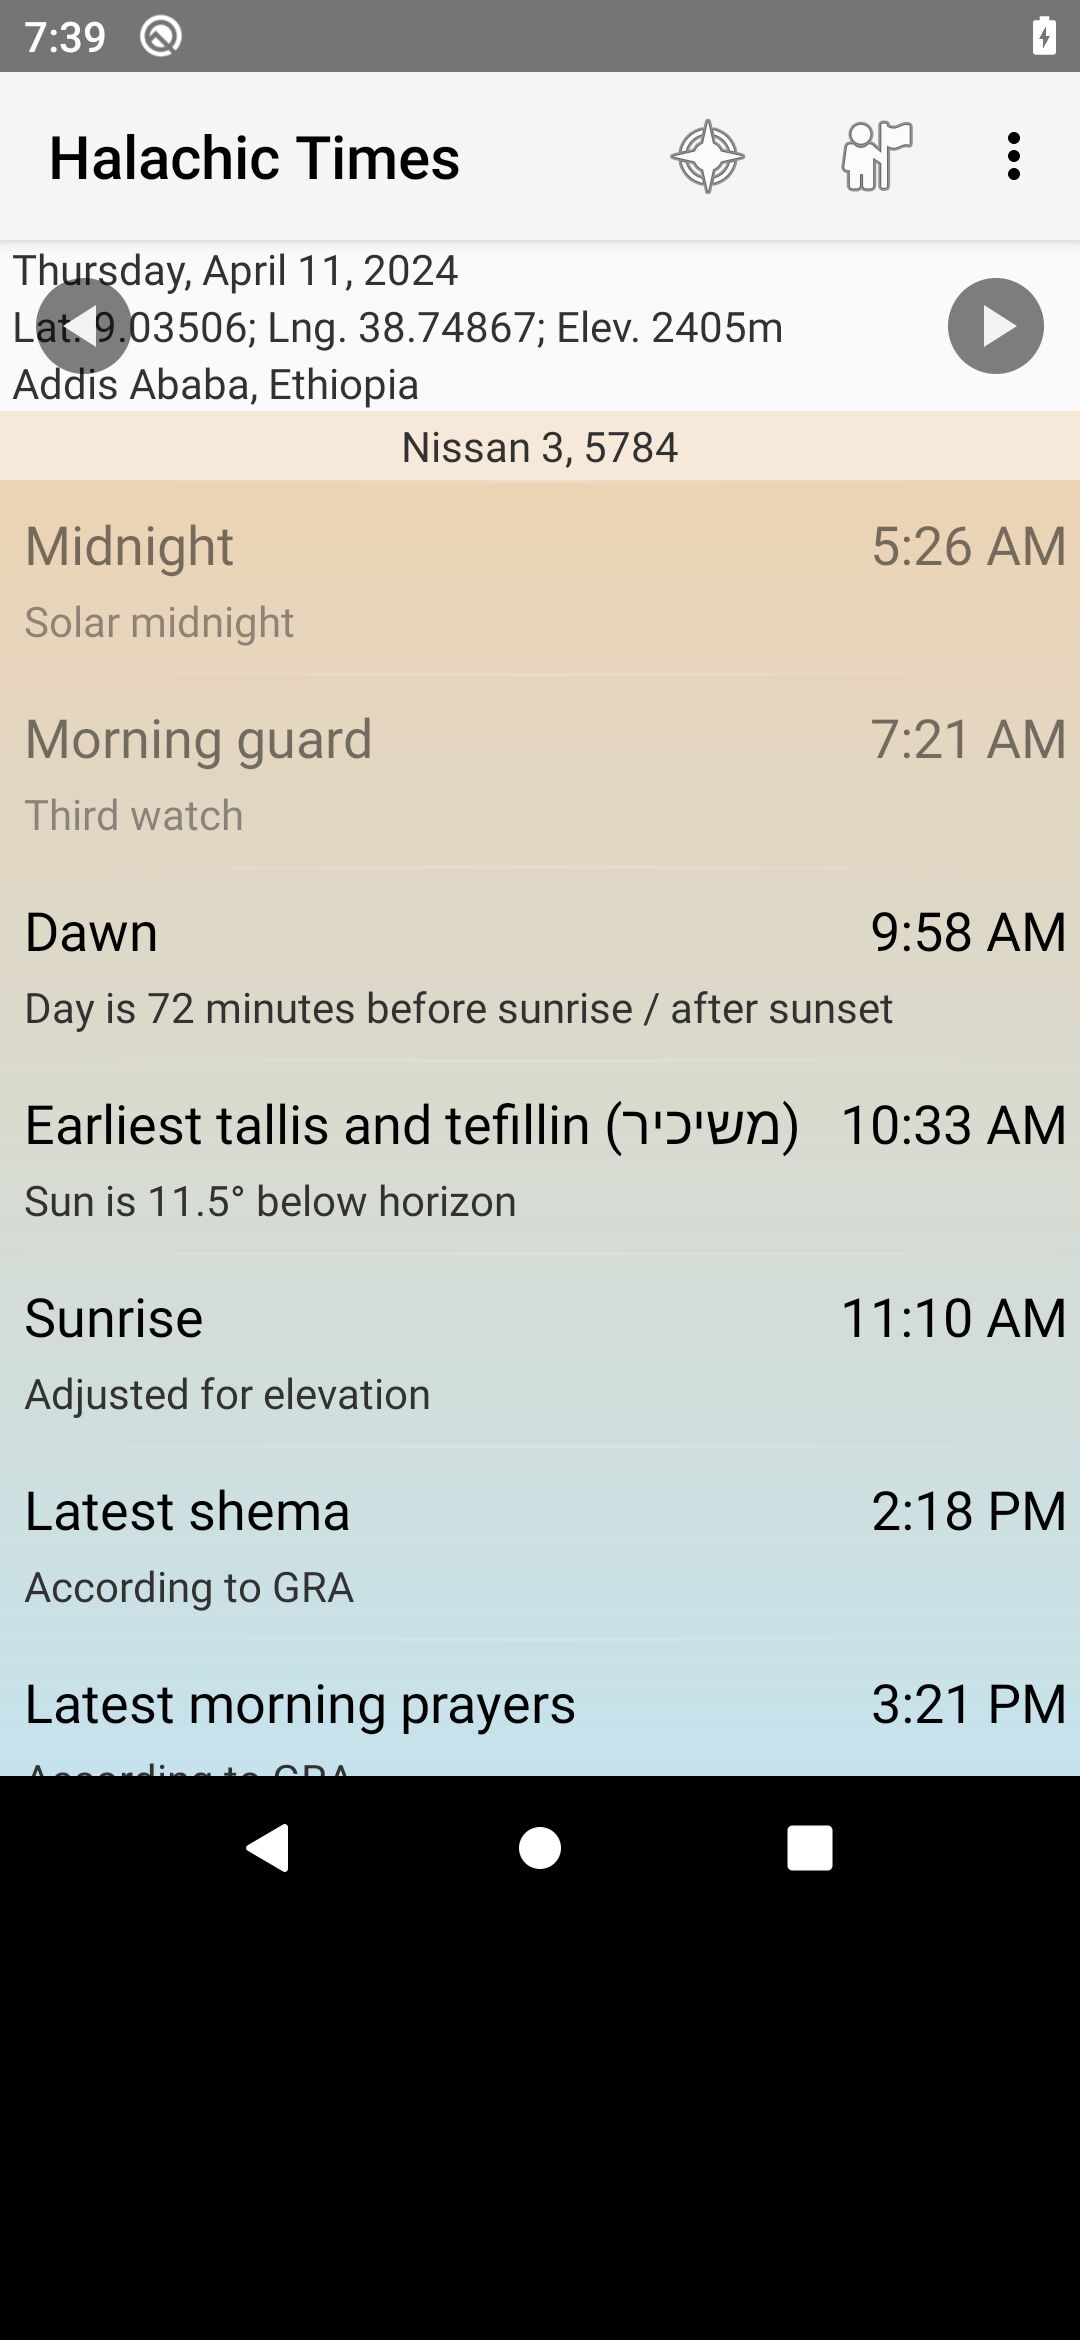 7:39
Halachic Times
Thursday, April 11, 2024
Lat. 9.03506; Lng. 38.74867; Elev. 2405m
Addis Ababa, Ethiopia
Nissan 3, 5784
Midnight 5:26 AM
Solar midnight
Morning guard 7:21 AM
Third watch
Dawn 9:58 AM
Day is 72 minutes before sunrise / after sunset
Earliest tallis and tefillin (משיכיר) 10:33 AM
Sun is 11.5° below horizon
Sunrise 11:10 AM
Adjusted for elevation
Latest shema 2:18 PM
According to GRA
Latest morning prayers 3:21 PM
According to GRA